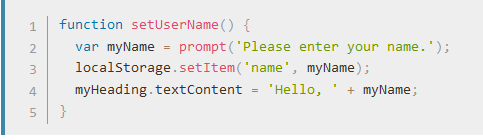 1 function setUserName() {
2   var myName = prompt('Please enter your name.');
3   localStorage.setItem('name', myName);
4   myHeading.textContent = 'Hello, ' + myName;
5 }